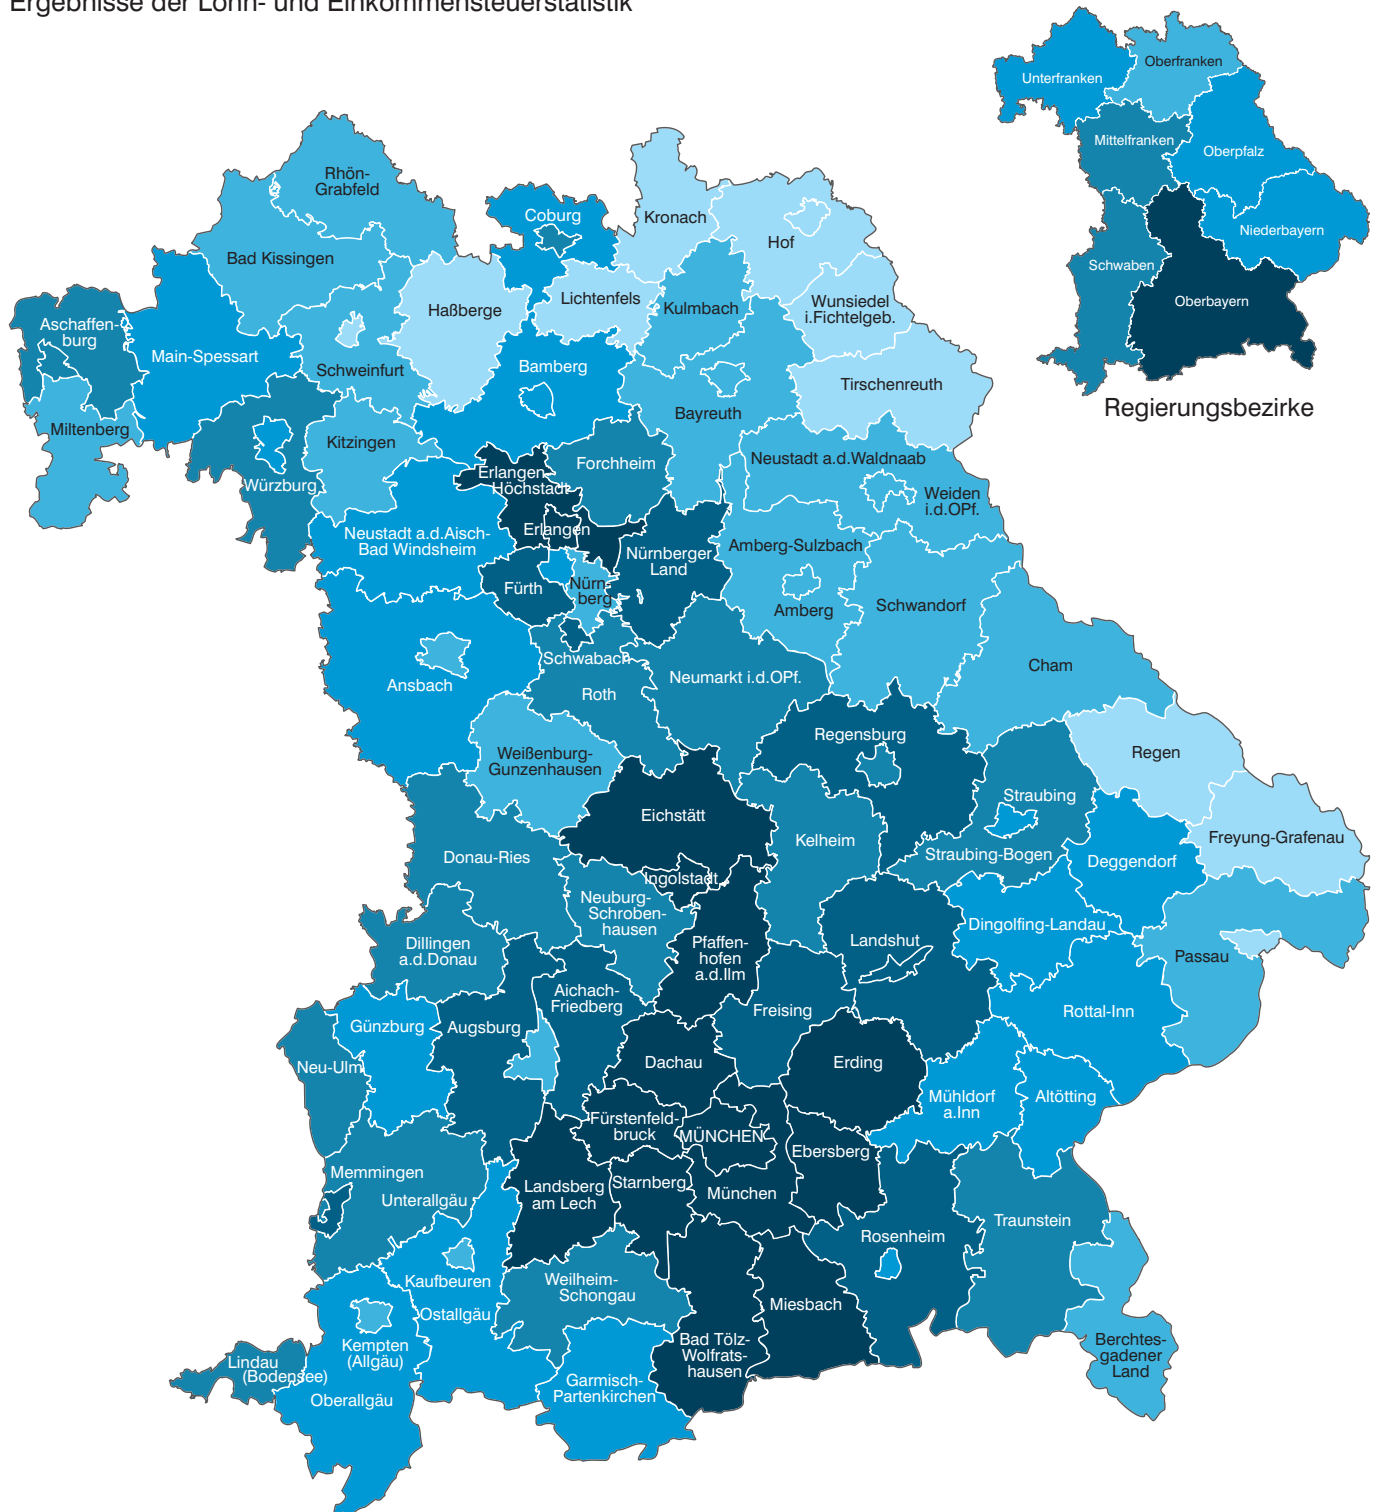 Ergebnisse der Lohn- und Einkommensteuerstatistik
Unterfranken
Oberfranken
Mittelfranken
Oberpfalz
Niederbayern
Schwaben
Oberbayern
Regierungsbezirke
Rhön-
Grabfeld
Bad Kissingen
Coburg
Kronach
Hof
Haßberge
Lichtenfels
Kulmbach
Wunsiedel
i.Fichtelgeb.
Aschaffen-
burg
Main-Spessart
Schweinfurt
Bamberg
Tirschenreuth
Bayreuth
Miltenberg
Kitzingen
Würzburg
Erlangen-
Höchstadt
Forchheim
Neustadt a.d.Waldnaab
Weiden
i.d.OPf.
Neustadt a.d.Aisch-
Bad Windsheim
Erlangen
Nürnberger
Land
Amberg-Sulzbach
Fürth
Nürn-
berg
Amberg
Schwandorf
Cham
Schwabach
Roth
Neumarkt i.d.OPf.
Ansbach
Weißenburg-
Gunzenhausen
Regensburg
Regen
Eichstätt
Straubing
Kelheim
Straubing-Bogen
Freyung-Grafenau
Deggendorf
Donau-Ries
Ingolstadt
Neuburg-
Schroben-
hausen
Dingolfing-Landau
Dillingen
a.d.Donau
Pfaffen-
hofen
a.d.Ilm
Landshut
Passau
Aichach-
Friedberg
Freising
Rottal-Inn
Günzburg
Augsburg
Neu-Ulm
Dachau
Erding
Mühldorf
a.Inn
Altötting
Fürstenfeld-
bruck
MÜNCHEN
Ebersberg
Memmingen
Unterallgäu
Landsberg
am Lech
Starnberg
München
Traunstein
Rosenheim
Kaufbeuren
Weilheim-
Schongau
Ostallgäu
Miesbach
Kempten
(Allgäu)
Bad Tölz-
Wolfrats-
hausen
Berchtes-
gadener
Land
Lindau
(Bodensee)
Oberallgäu
Garmisch-
Partenkirchen